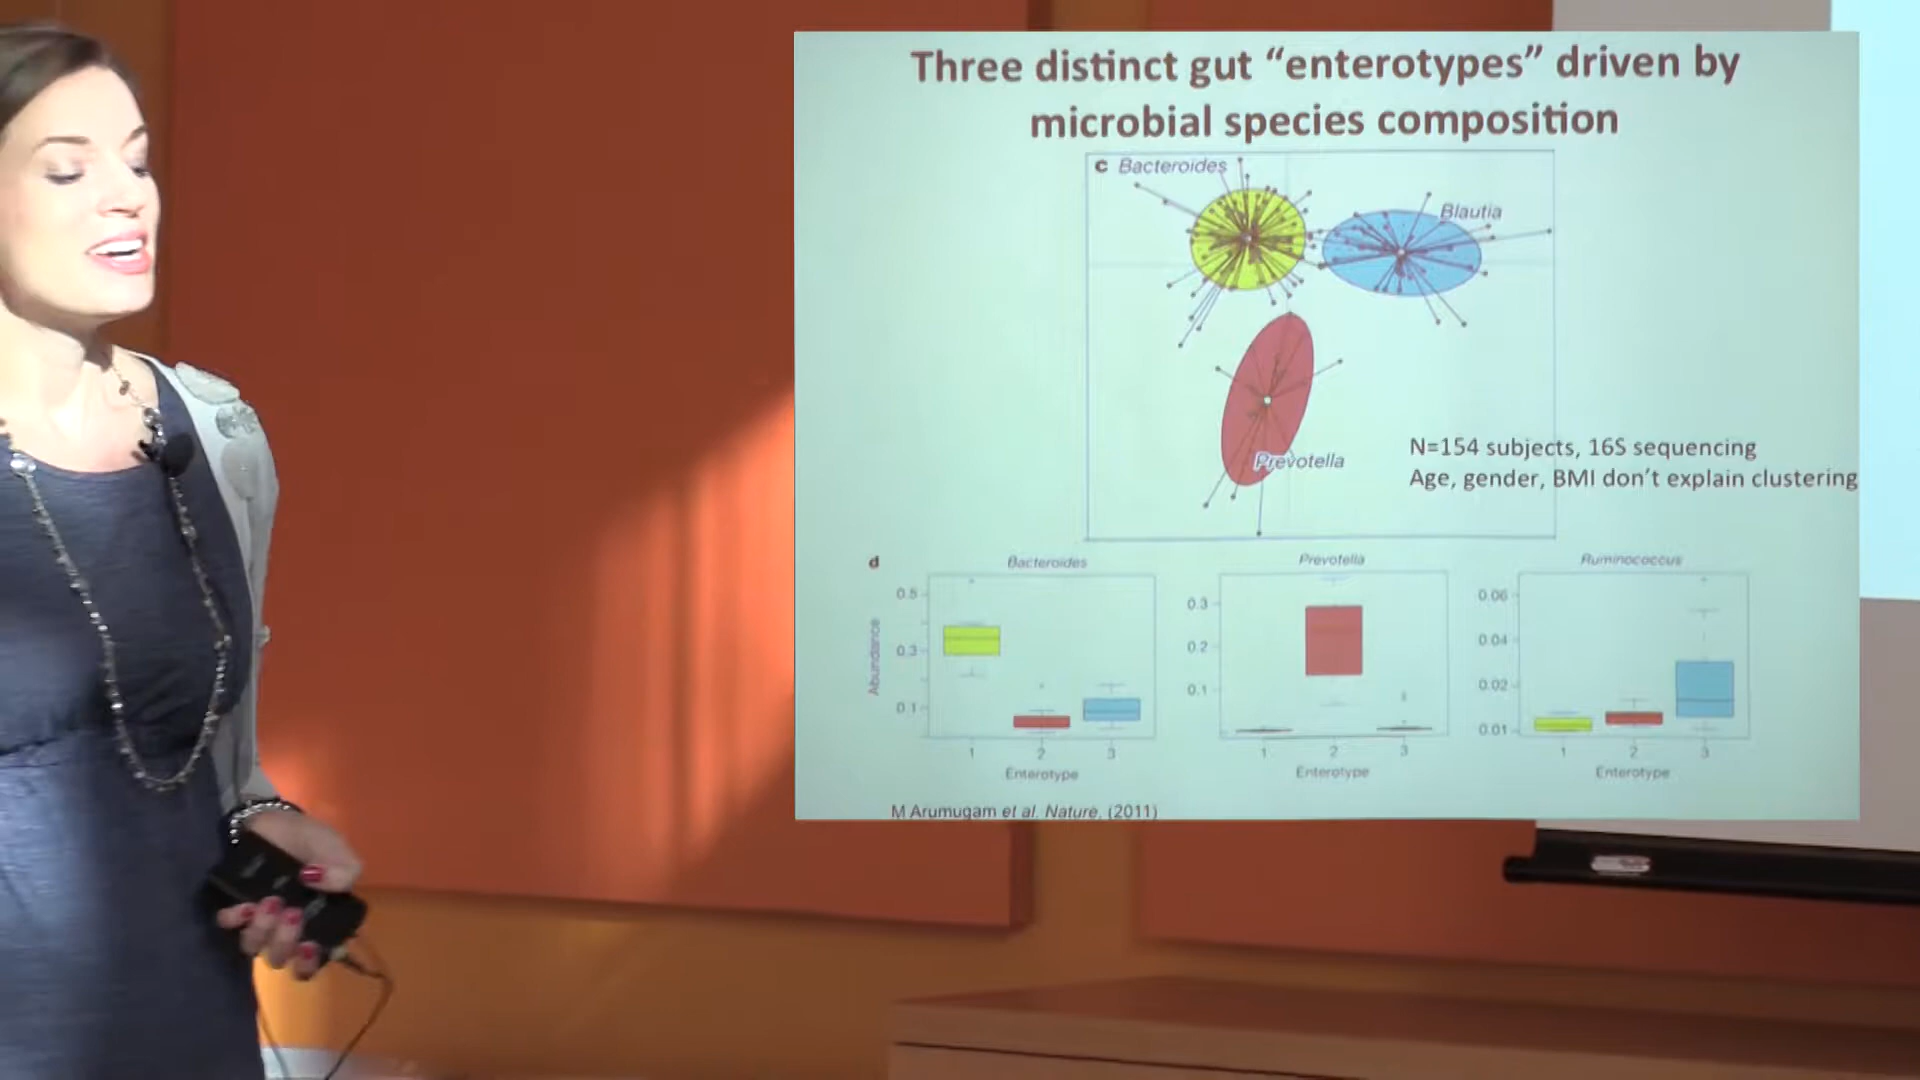 Three distinct gut “enterotypes” driven by
microbial species composition
c Bacteroides
Blautia
Prevotella
N=154 subjects, 16S sequencing
Age, gender, BMI don’t explain clustering
d
Bacteroides
Abundance
0.5
0.3
0.1
1 2 3
Enterotype
Prevotella
0.3
0.2
0.1
1 2 3
Enterotype
Ruminococcus
0.06
0.04
0.02
0.01
1 2 3
Enterotype
M Arumugam et al. Nature, (2011)